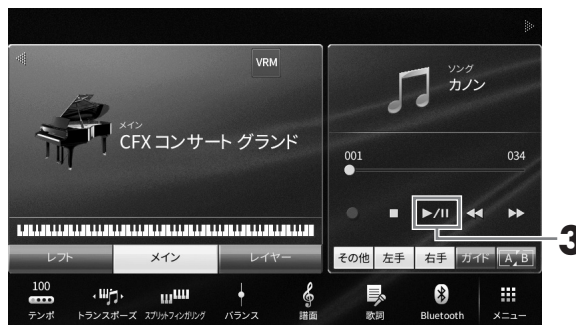 VRM
メイン
CFX コンサート グランド
ソング
カノン
001
034
3
レフト
メイン
レイヤー
その他
左手
右手
ガイド
A B
100
テンポ
トランスポーズ
スプリットフィンガリング
バランス
譜面
歌詞
Bluetooth
メニュー